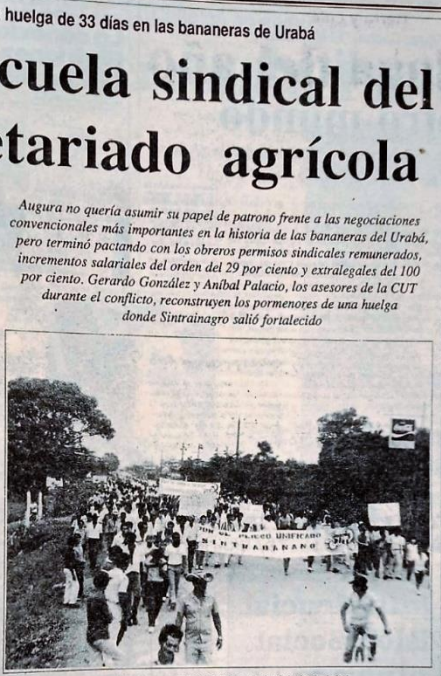 huelga de 33 días en las bananeras de Urabá
cuela sindical del
etariado agrícola
Augura no quería asumir su papel de patrono frente a las negociaciones
convencionales más importantes en la historia de las bananeras del Urabá,
pero terminó pactando con los obreros permisos sindicales remunerados,
incrementos salariales del orden del 29 por ciento y extralegales del 100
por ciento. Gerardo González y Aníbal Palacio, los asesores de la CUT
durante el conflicto, reconstruyen los pormenores de una huelga
donde Sintrainagro salió fortalecido
PLIEGO UNIFICADO
SINTRABANANO